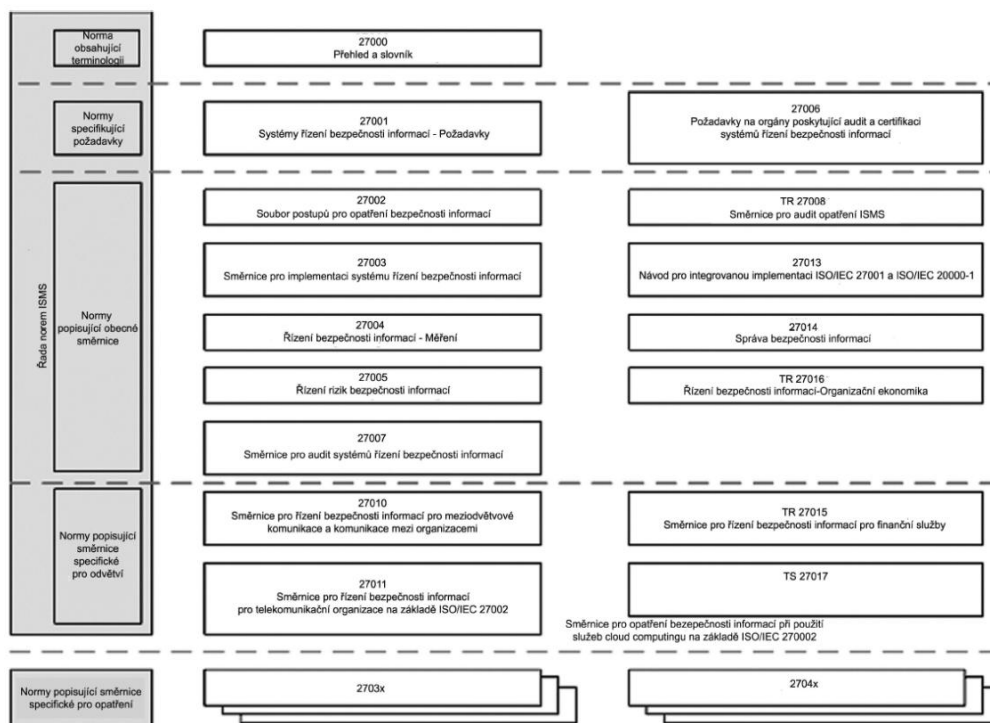 Norma
obsahující
terminologii
27000
Přehled a slovník
Normy
specifikující
požadavky
27001
Systémy řízení bezpečnosti informací - Požadavky
27006
Požadavky na orgány poskytující audit a certifikaci
systémů řízení bezpečnosti informací
Řada norem ISMS
Normy
popisující obecné
směrnice
27002
Soubor postupů pro opatření bezpečnosti informací
TR 27008
Směrnice pro audit opatření ISMS
27003
Směrnice pro implementaci systému řízení bezpečnosti informací
27013
Návod pro integrovanou implementaci ISO/IEC 27001 a ISO/IEC 20000-1
27004
Řízení bezpečnosti informací - Měření
27014
Správa bezpečnosti informací
27005
Řízení rizik bezpečnosti informací
TR 27016
Řízení bezpečnosti informací-Organizační ekonomika
27007
Směrnice pro audit systémů řízení bezpečnosti informací
Normy popisující
směrnice
specifické
pro odvětví
27010
Směrnice pro řízení bezpečnosti informací pro meziodvětvové
komunikace a komunikace mezi organizacemi
TR 27015
Směrnice pro řízení bezpečnosti informací pro finanční služby
27011
Směrnice pro řízení bezpečnosti informací
pro telekomunikační organizace na základě ISO/IEC 27002
TS 27017
Směrnice pro opatření bezepečnosti informací při použití
služeb cloud computingu na základě ISO/IEC 270002
Normy popisující směrnice
specifické pro opatření
2703x
2704x